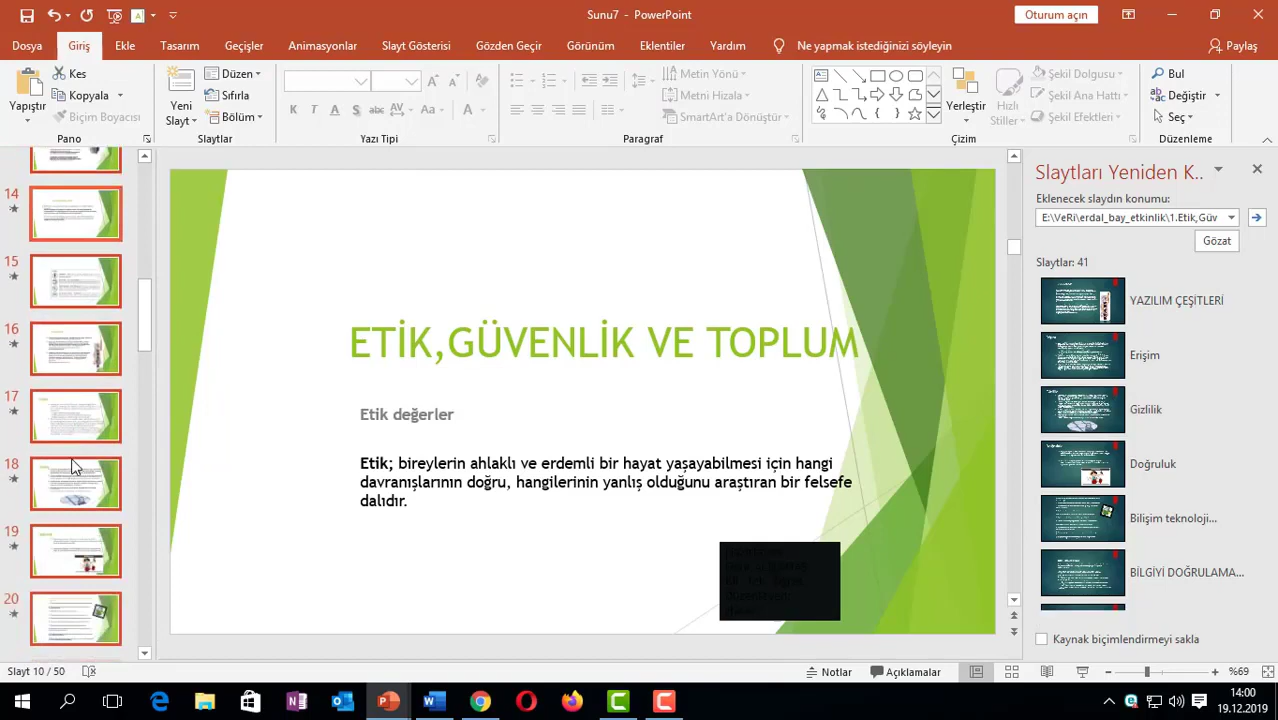 Sunu7 - PowerPoint
Oturum açın
Dosya
Giriş
Ekle
Tasarım
Geçişler
Animasyonlar
Slayt Gösterisi
Gözden Geçir
Görünüm
Eklentiler
Yardım
Ne yapmak istediğinizi söyleyin
Paylaş
Yapıştır
Kes
Kopyala
Biçim Boyacısı
Pano
Yeni
Slayt
Düzen
Sıfırla
Bölüm
Slaytlar
Yazı Tipi
Metin Yönü
Metni Hizala
SmartArt'a Dönüştür
Paragraf
Yerleştir
Hızlı
Stiller
Şekil Dolgusu
Şekil Ana Hattı
Şekil Efektleri
Çizim
Bul
Değiştir
Seç
Düzenleme
14
15
16
17
18
19
20
ETİK,GÜVENLİK VE TOPLUM
Etik değerler
Etik, bireylerin ahlaklı ve erdemli bir hayat yaşayabilmesi için hangi
davranışlarının doğru, hangilerinin yanlış olduğunu araştıran bir felsefe
dalıdır.
Slaytları Yeniden K..
Eklenecek slaydın konumu:
E:\VeRi\erdal_bay_etkinlik\1.Etik,Güv
Gözat
Slaytlar: 41
YAZILIM ÇEŞİTLERİ
Erişim
Gizlilik
Doğruluk
Bilişim teknoloji...
BİLGİYİ DOĞRULAMA..
Kaynak biçimlendirmeyi sakla
Slayt 10 / 50
Notlar
Açıklamalar
%69
14:00
19.12.2019